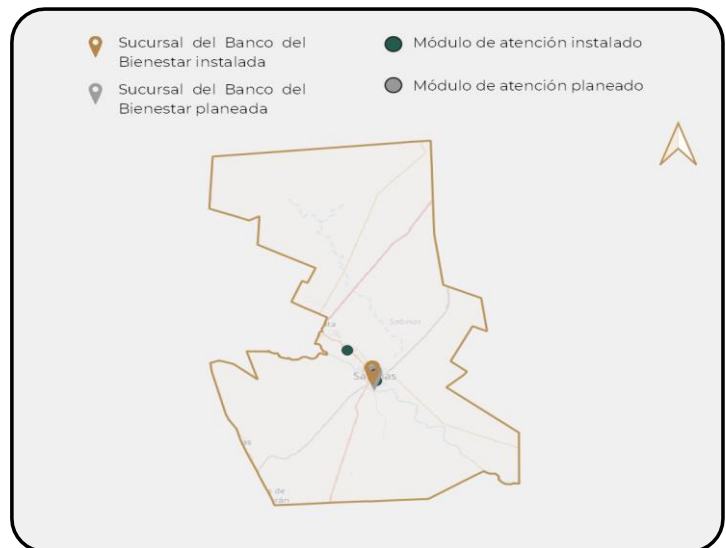 Sucursal del Banco del
Bienestar instalada
Sucursal del Banco del
Bienestar planeada
Módulo de atención instalado
Módulo de atención planeado
Sabinas